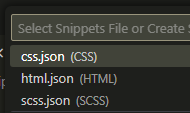 Select Snippets File or Create S
css.json (CSS)
html.json (HTML)
scss.json (SCSS)